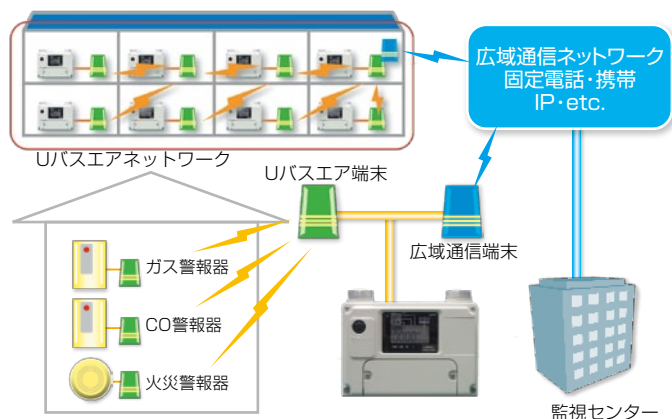 広域通信ネットワーク
固定電話・携帯
IP・etc.
Uバスエアネットワーク
Uバスエア端末
広域通信端末
ガス警報器
CO警報器
火災警報器
監視センター